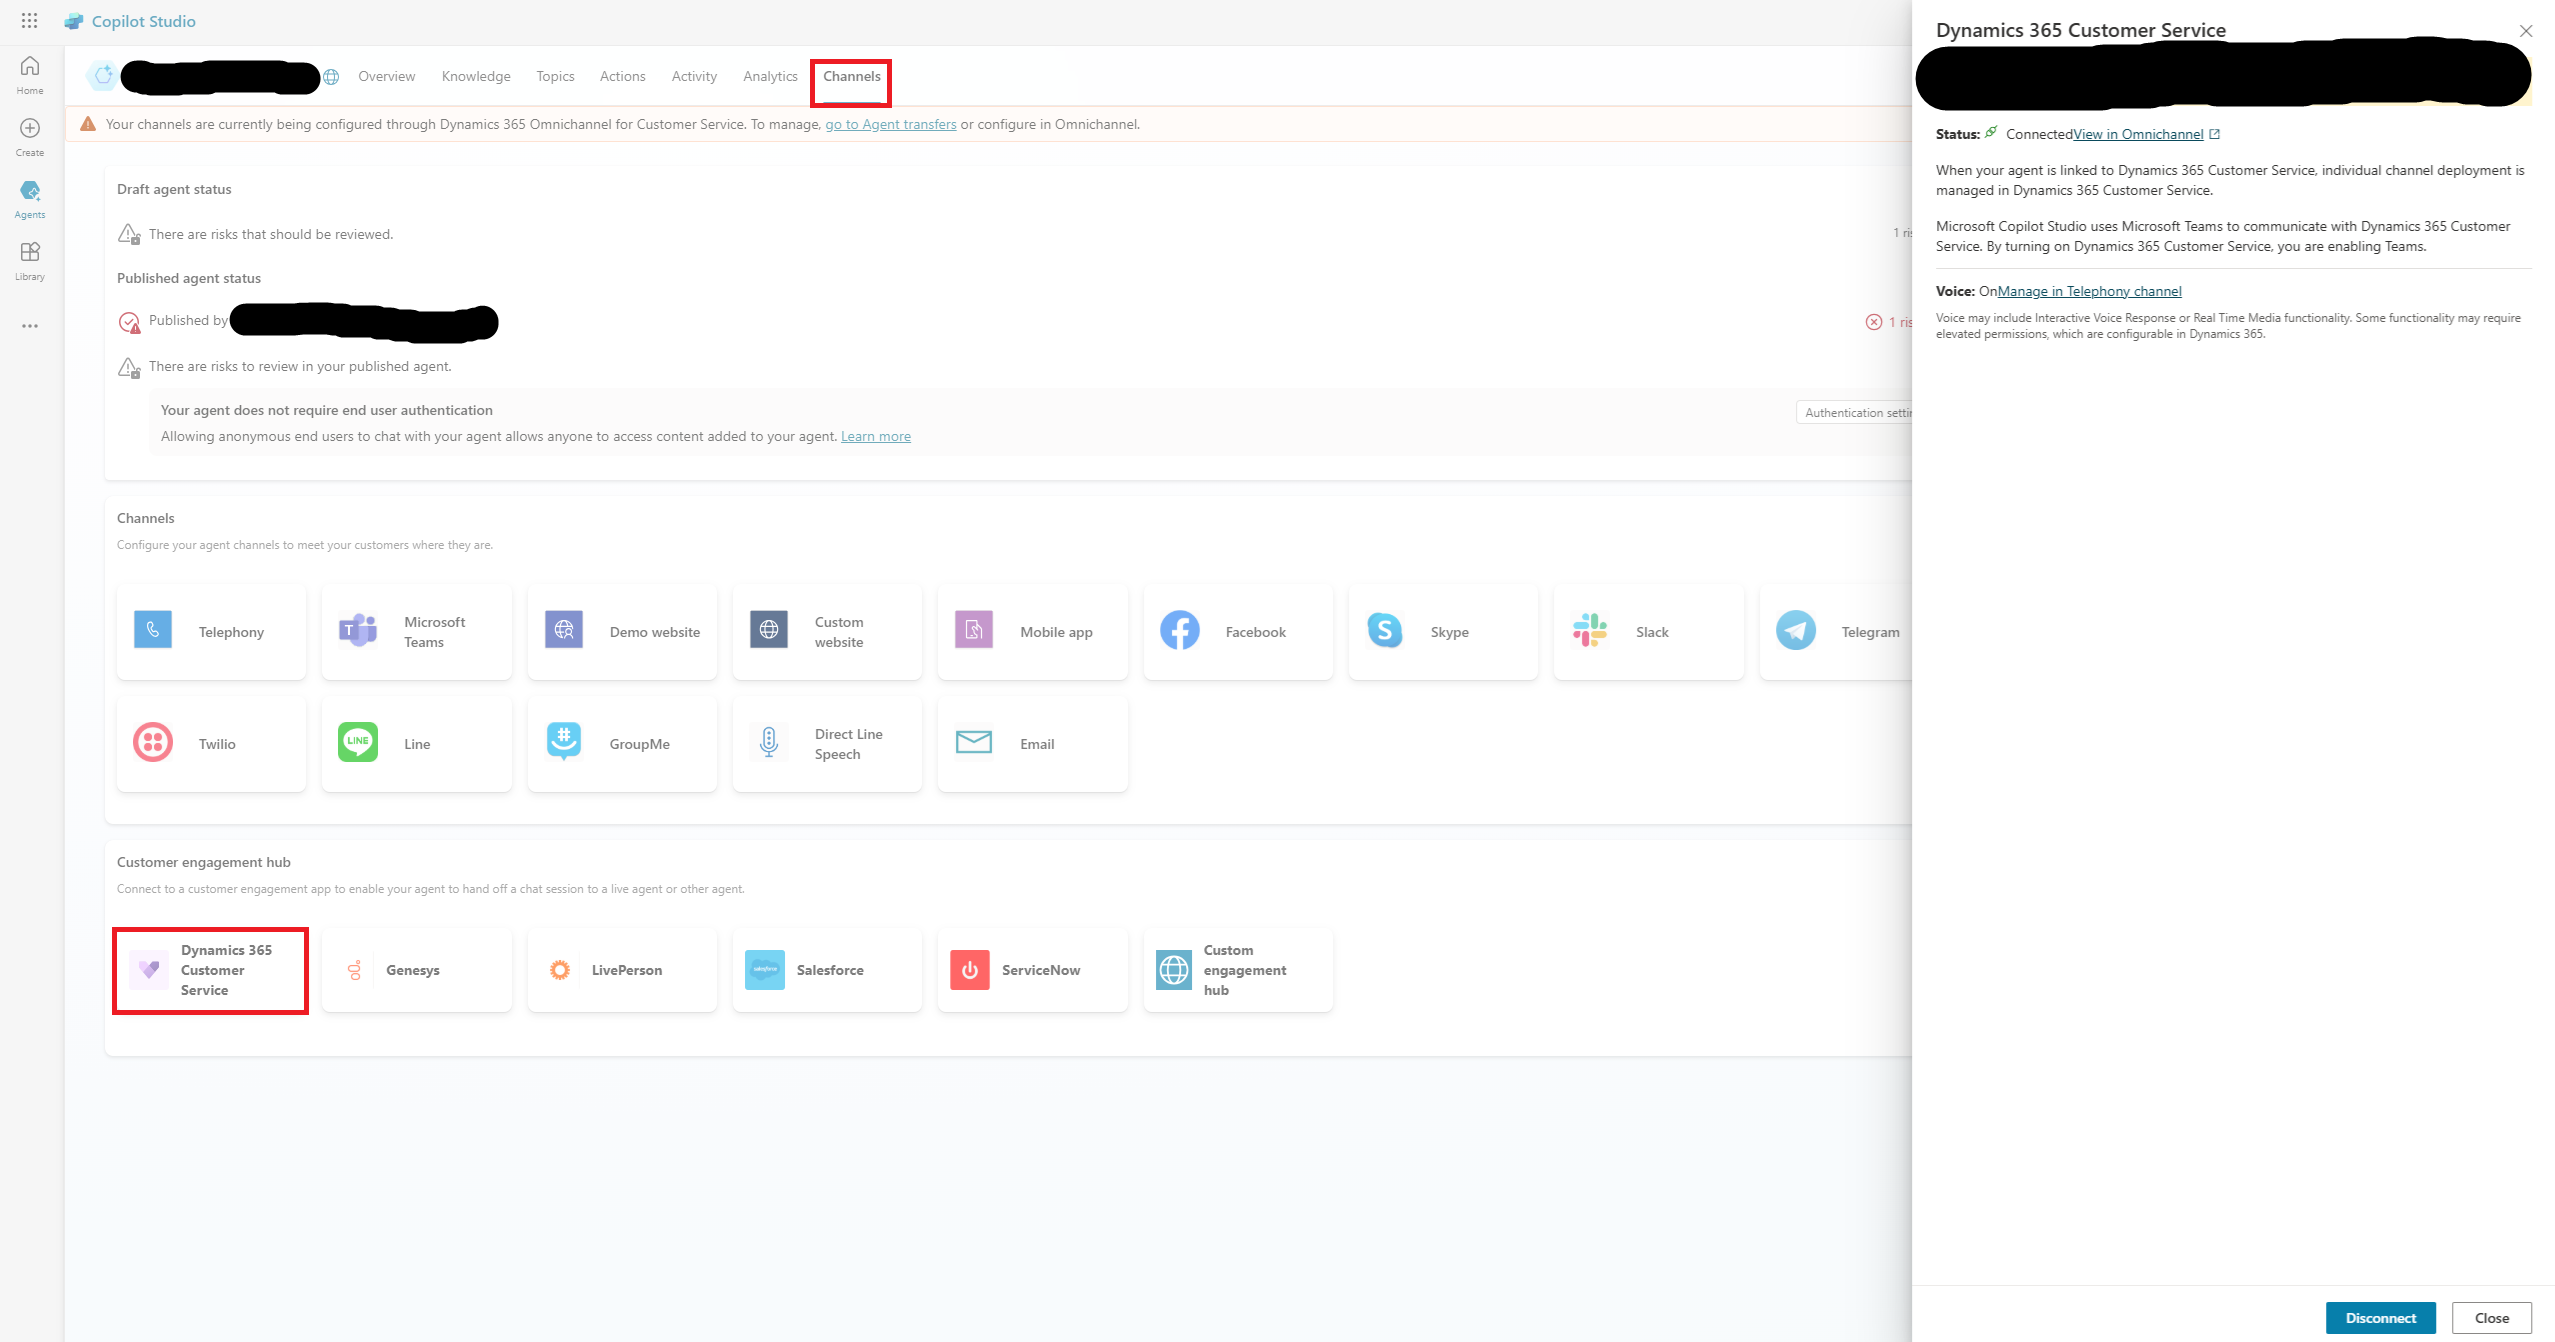 Copilot Studio
Home
Create
Agents
Library
Overview
Knowledge
Topics
Actions
Activity
Analytics
Channels
Your channels are currently being configured through Dynamics 365 Omnichannel for Customer Service. To manage, go to Agent transfers or configure in Omnichannel.
Draft agent status
There are risks that should be reviewed.
1
Published agent status
Published by
1
There are risks to review in your published agent.
Your agent does not require end user authentication
Authentication
Allowing anonymous end users to chat with your agent allows anyone to access content added to your agent. Learn more
Channels
Configure your agent channels to meet your customers where they are.
Telephony
Microsoft
Teams
Demo website
Custom
website
Mobile app
Facebook
Skype
Slack
Telegram
Twilio
LINE
Line
GroupMe
Direct Line
Speech
Email
Customer engagement hub
Connect to a customer engagement app to enable your agent to hand off a chat session to a live agent or other agent.
Dynamics 365
Customer
Service
Genesys
LivePerson
salesforce
Salesforce
ServiceNow
Custom
engagement
hub
Dynamics 365 Customer Service
Status: Connected View in Omnichannel
When your agent is linked to Dynamics 365 Customer Service, individual channel deployment is
managed in Dynamics 365 Customer Service.
Microsoft Copilot Studio uses Microsoft Teams to communicate with Dynamics 365 Customer
Service. By turning on Dynamics 365 Customer Service, you are enabling Teams.
Voice: OnManage in Telephony channel
Voice may include Interactive Voice Response or Real Time Media functionality. Some functionality may require
elevated permissions, which are configurable in Dynamics 365.
Disconnect
Close